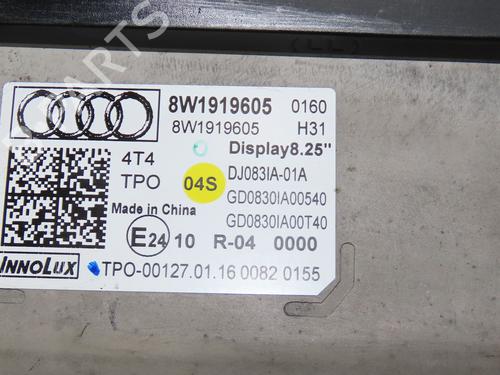 8W1919605 0160
8W1919605 H31
Display8.25"
4T4
DJ083IA-01A
TPO 04S
GD0830IA00540
Made in China
GD0830IA00T40
E24 10 R-04 0000
INNOLUX TPO-00127.01.16 0082 0155